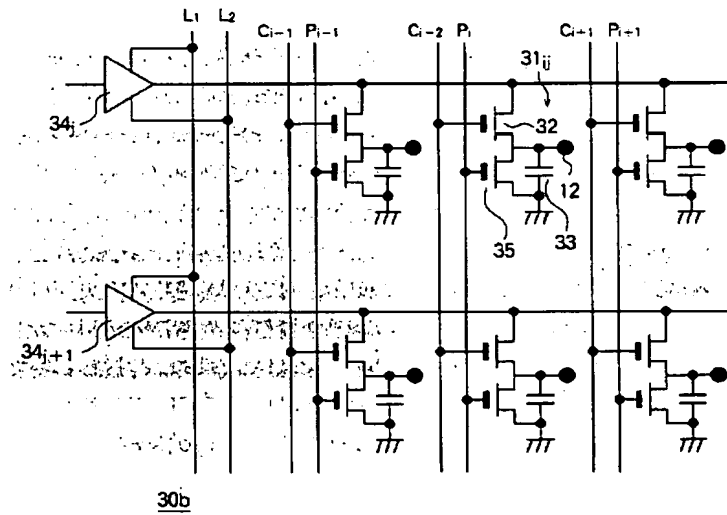 L₁ L₂ Cᵢ₋₁ Pᵢ₋₁ Cᵢ₋₂ Pᵢ Cᵢ₊₁ Pᵢ₊₁
31ᵢⱼ
34ⱼ
32
12
35 33
34ⱼ₊₁
30b